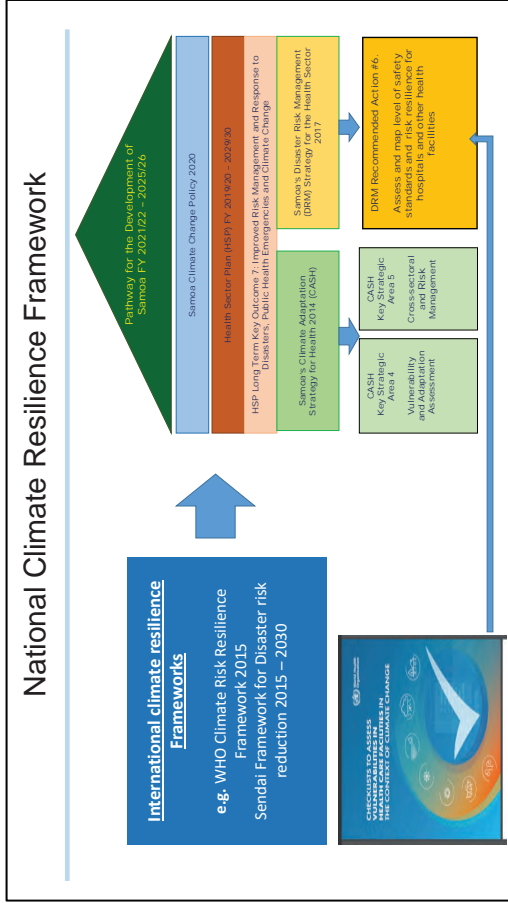 National Climate Resilience Framework
International climate resilience
Frameworks
e.g. WHO Climate Risk Resilience
Framework 2015
Sendai Framework for Disaster risk
reduction 2015 – 2030
Pathway for the Development of
Samoa FY 2021/22 – 2025/26
Samoa Climate Change Policy 2020
Health Sector Plan (HSP) FY 2019/20 – 2029/30
HSP Long Term Key Outcome 7: Improved Risk Management and Response to
Disasters, Public Health Emergencies and Climate Change
Samoa's Climate Adaptation
Strategy for Health 2014 (CASH)
Samoa's Disaster Risk Management
(DRM) Strategy for the Health Sector
2017
CASH
Key Strategic
Area 4
Vulnerability
and Adaptation
Assessment
CASH
Key Strategic
Area 5
Cross-sectoral
and Risk
Management
DRM Recommended Action #6.
Assess and map level of safety
standards and risk resilience for
hospitals and other health
facilities
World Health
Organization
CHECKLISTS TO ASSESS
VULNERABILITIES IN
HEALTH CARE FACILITIES IN
THE CONTEXT OF CLIMATE CHANGE